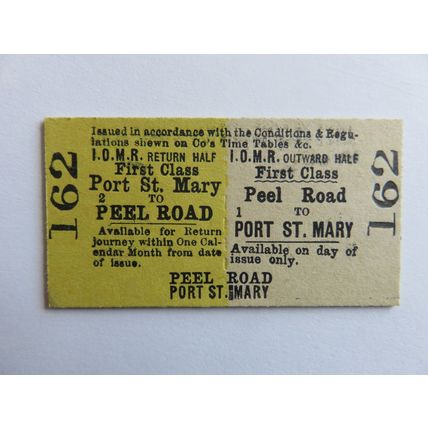 Issued in accordance with the Conditions & Regu-
lations shewn on Co's Time Tables &c.
162
I.O.M.R. RETURN HALF
First Class
Port St. Mary
2 TO
PEEL ROAD
Available for Return
journey within One Cale-
endar Month from date
of issue.
I.O.M.R. OUTWARD HALF
First Class
Peel Road
1 TO
PORT ST. MARY
Available on day of
issue only.
162
PEEL ROAD
PORT ST. MARY